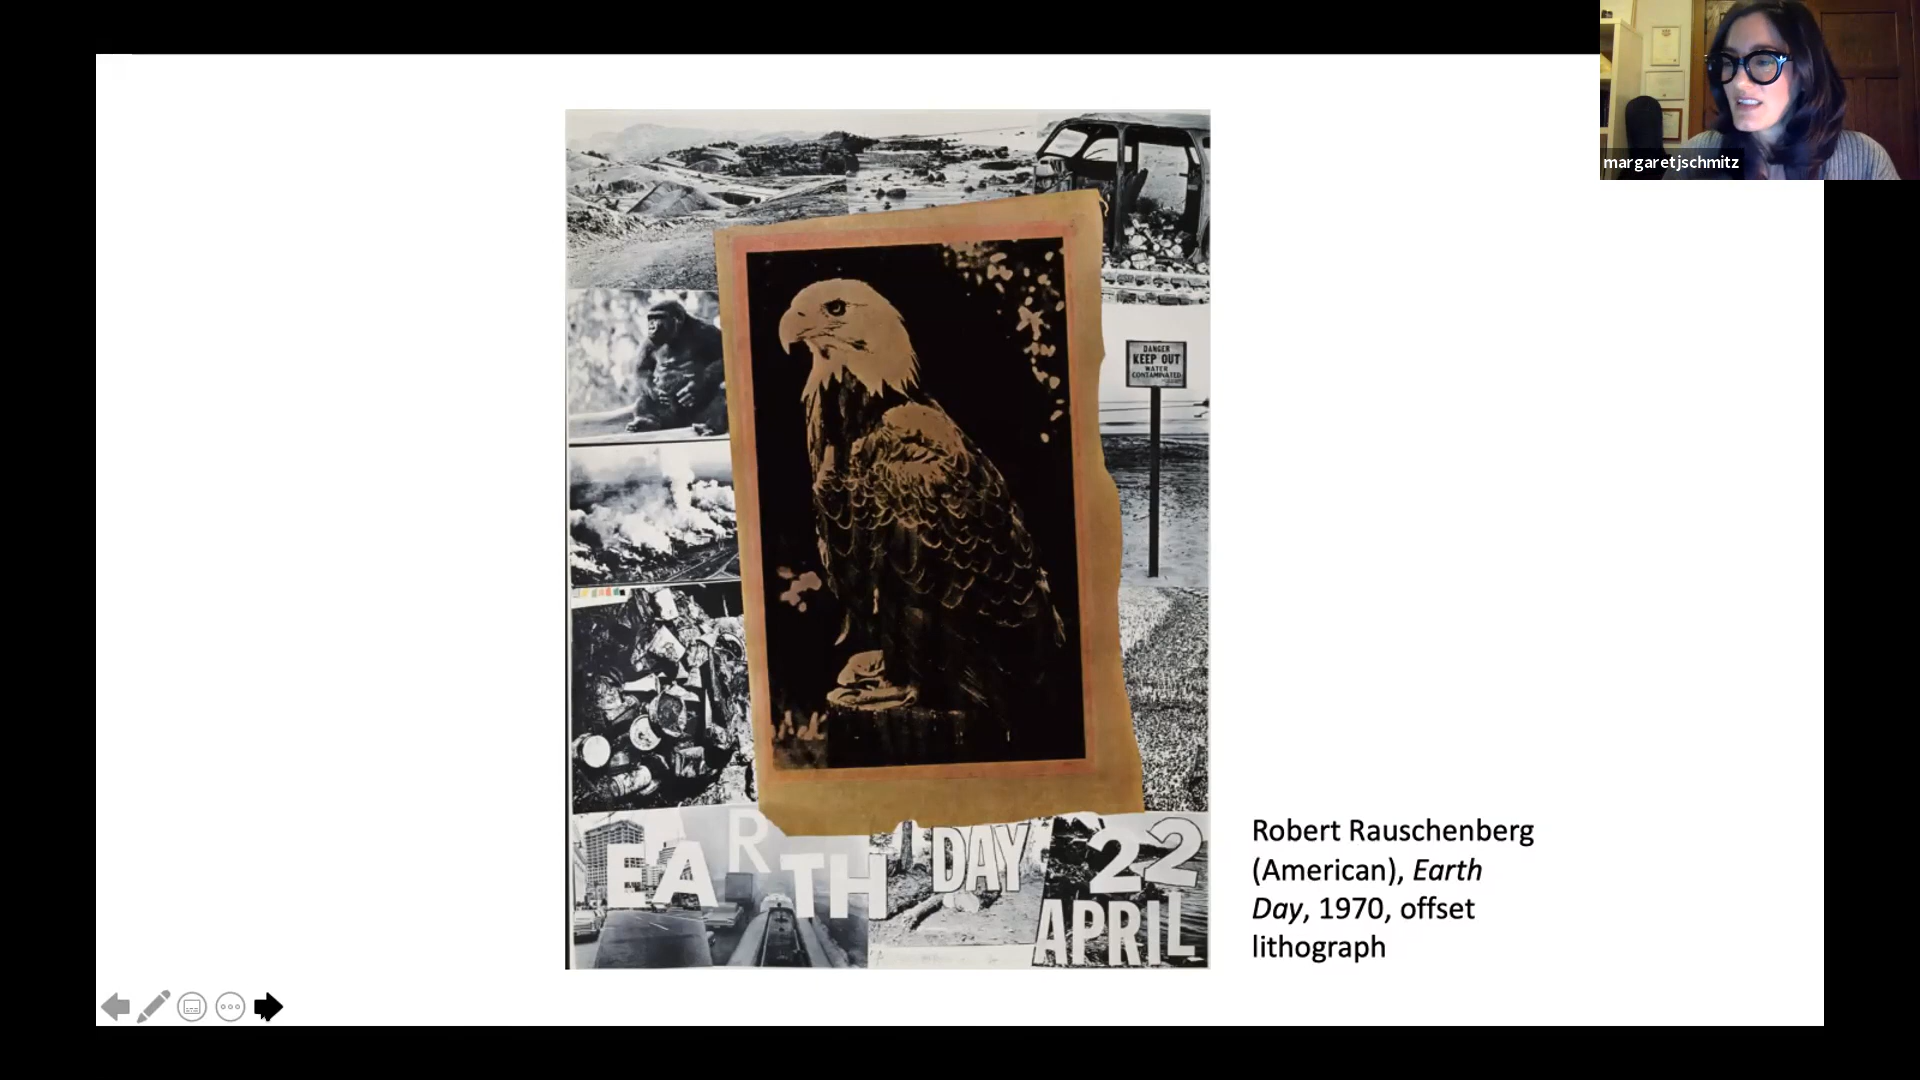 margaretjschmitz
DANGER
KEEP OUT
WATER
CONTAMINATED
EARTH DAY 22
APRIL
Robert Rauschenberg
(American), Earth
Day, 1970, offset
lithograph